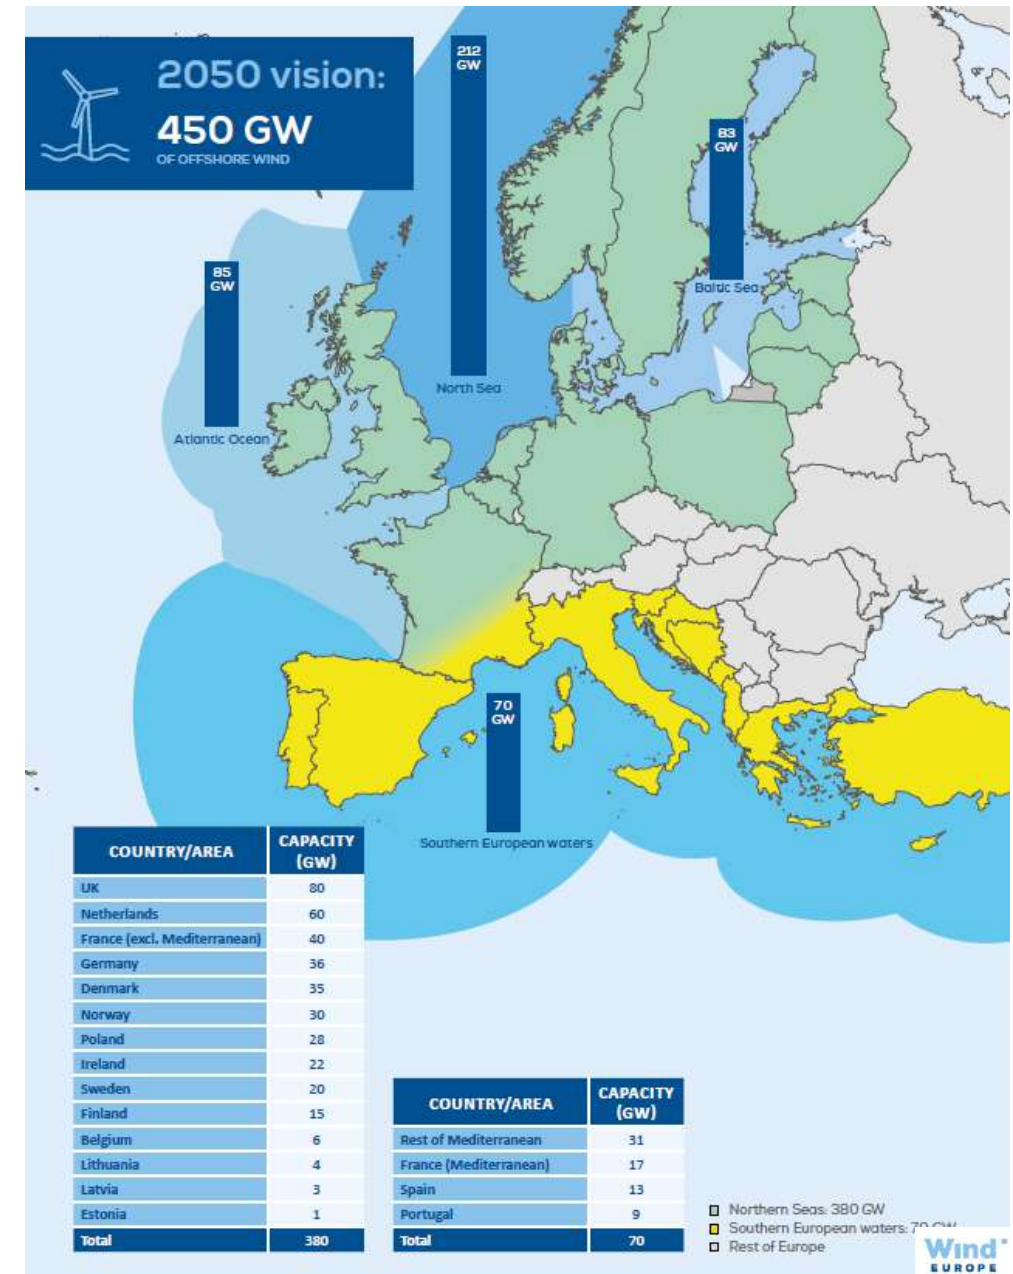 2050 vision:
450 GW
OF OFFSHORE WIND
212
GW
North Sea
83
GW
Baltic Sea
85
GW
Atlantic Ocean
70
GW
Southern European waters
COUNTRY/AREA CAPACITY (GW)
UK 80
Netherlands 60
France (excl. Mediterranean) 40
Germany 36
Denmark 35
Norway 30
Poland 28
Ireland 22
Sweden 20
Finland 15
Belgium 6
Lithuania 4
Latvia 3
Estonia 1
Total 380
COUNTRY/AREA CAPACITY (GW)
Rest of Mediterranean 31
France (Mediterranean) 17
Spain 13
Portugal 9
Total 70
Northern Seas: 380 GW
Southern European waters: 70 GW
Rest of Europe
Wind
EUROPE